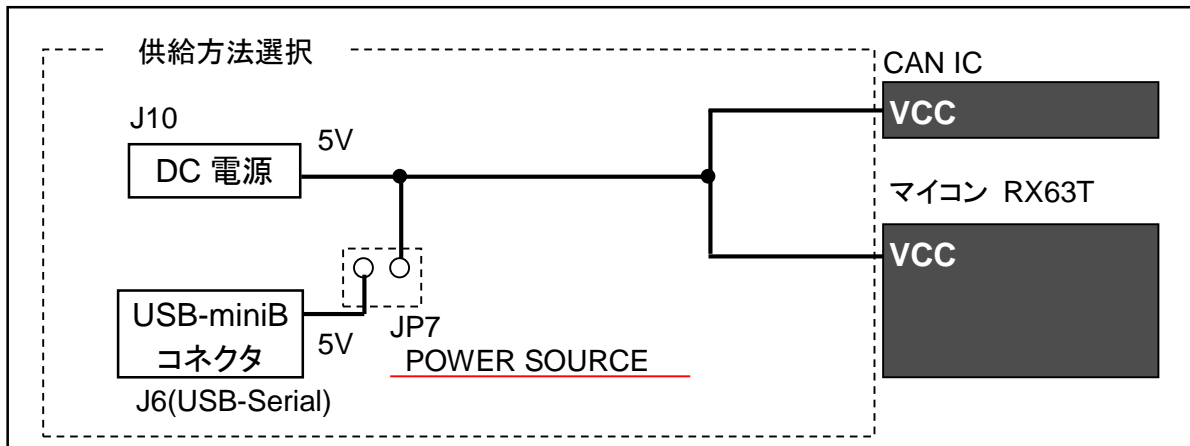 供給方法選択
J10
DC 電源
5V
USB-miniB
コネクタ
5V
J6(USB-Serial)
JP7
POWER SOURCE
CAN IC
VCC
マイコン RX63T
VCC